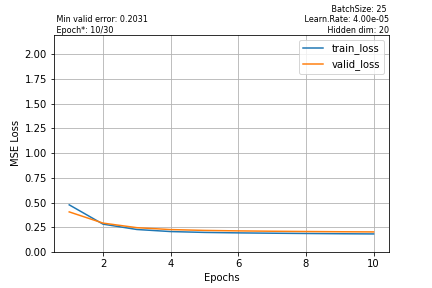 BatchSize: 25
Min valid error: 0.2031
Learn.Rate: 4.00e-05
Epoch*: 10/30
Hidden dim: 20
train_loss
valid_loss
2.00
1.75
1.50
1.25
1.00
0.75
0.50
0.25
0.00
MSE Loss
2
4
6
8
10
Epochs